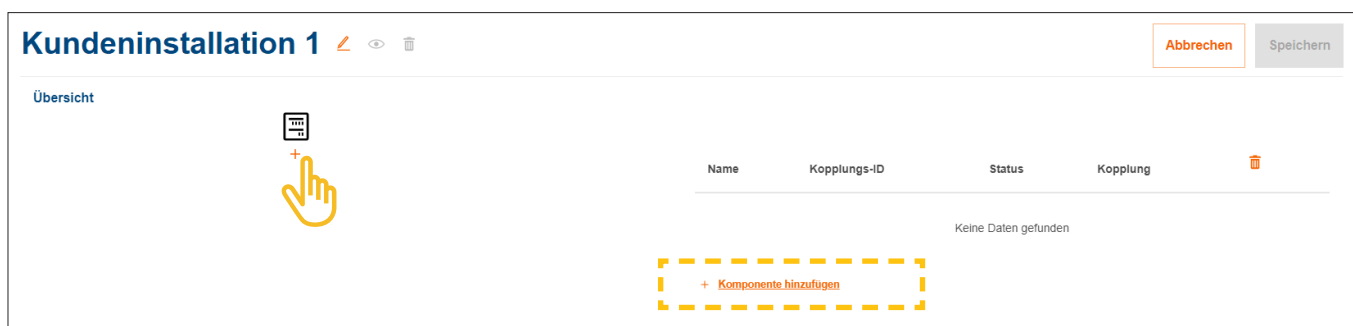 Kundeninstallation 1
Abbrechen
Speichern
Übersicht
+
Name Kopplungs-ID Status Kopplung
Keine Daten gefunden
+ Komponente hinzufügen